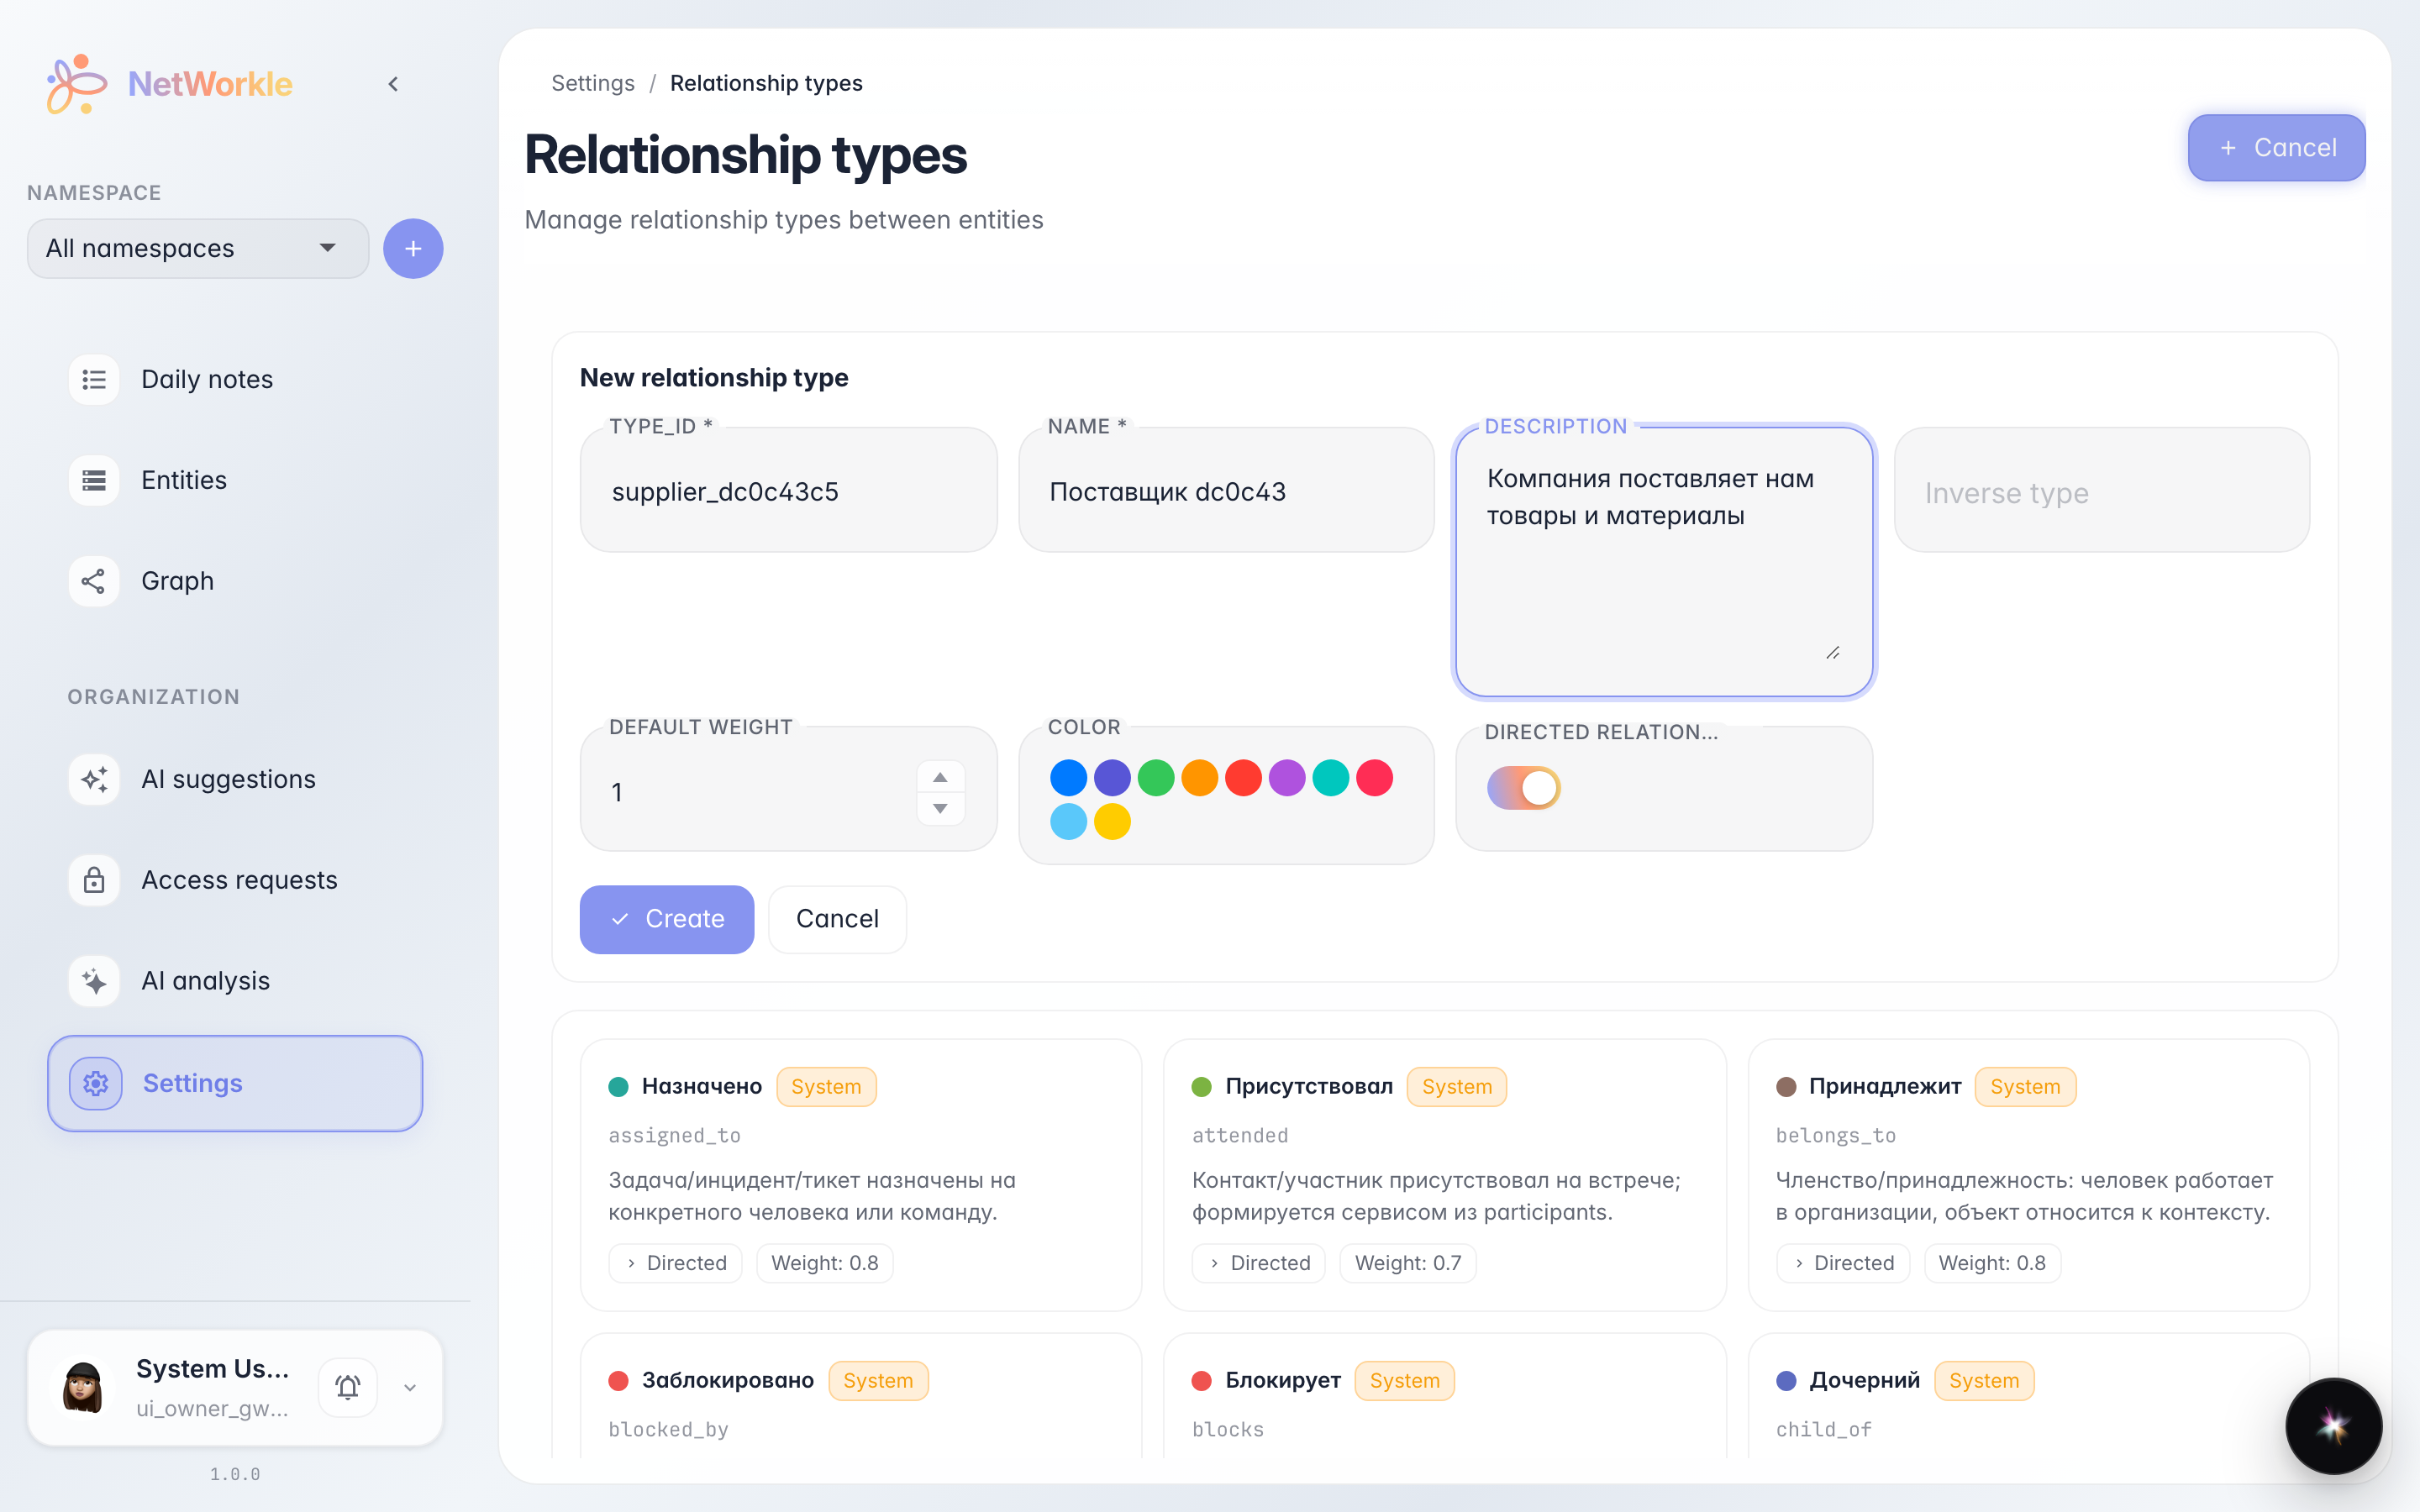 NetWorkle
NAMESPACE
All namespaces
Daily notes
Entities
Graph
ORGANIZATION
AI suggestions
Access requests
AI analysis
Settings
System Us...
ui_owner_gw...
1.0.0
Settings / Relationship types
Relationship types
Cancel
Manage relationship types between entities
New relationship type
TYPE_ID *
supplier_dc0c43c5
NAME *
Поставщик dc0c43
DESCRIPTION
Компания поставляет нам
товары и материалы
Inverse type
DEFAULT WEIGHT
1
COLOR
DIRECTED RELATION...
Create
Cancel
Назначено System
assigned_to
Задача/инцидент/тикет назначены на
конкретного человека или команду.
Directed Weight: 0.8
Присутствовал System
attended
Контакт/участник присутствовал на встрече;
формируется сервисом из participants.
Directed Weight: 0.7
Принадлежит System
belongs_to
Членство/принадлежность: человек работает
в организации, объект относится к контексту.
Directed Weight: 0.8
Заблокировано System
blocked_by
Блокирует System
blocks
Дочерний System
child_of